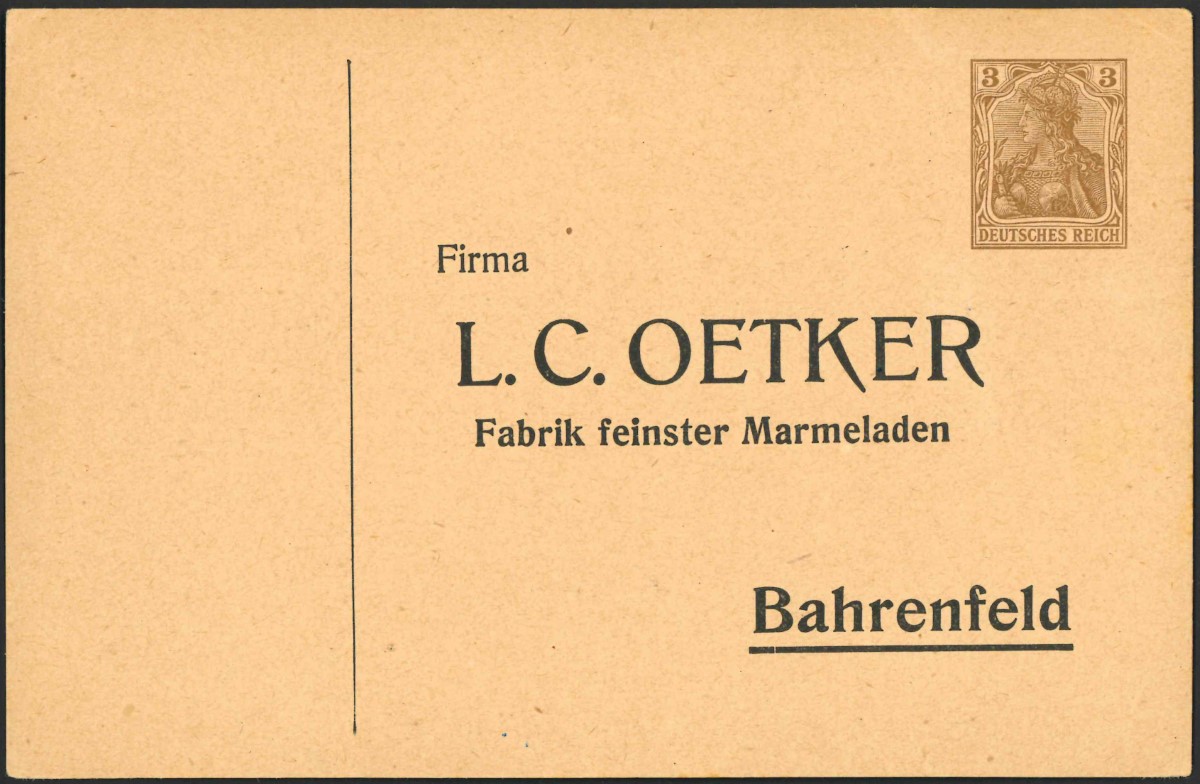 3 3
DEUTSCHES REICH
Firma
L. C. OETKER
Fabrik feinster Marmeladen
Bahrenfeld